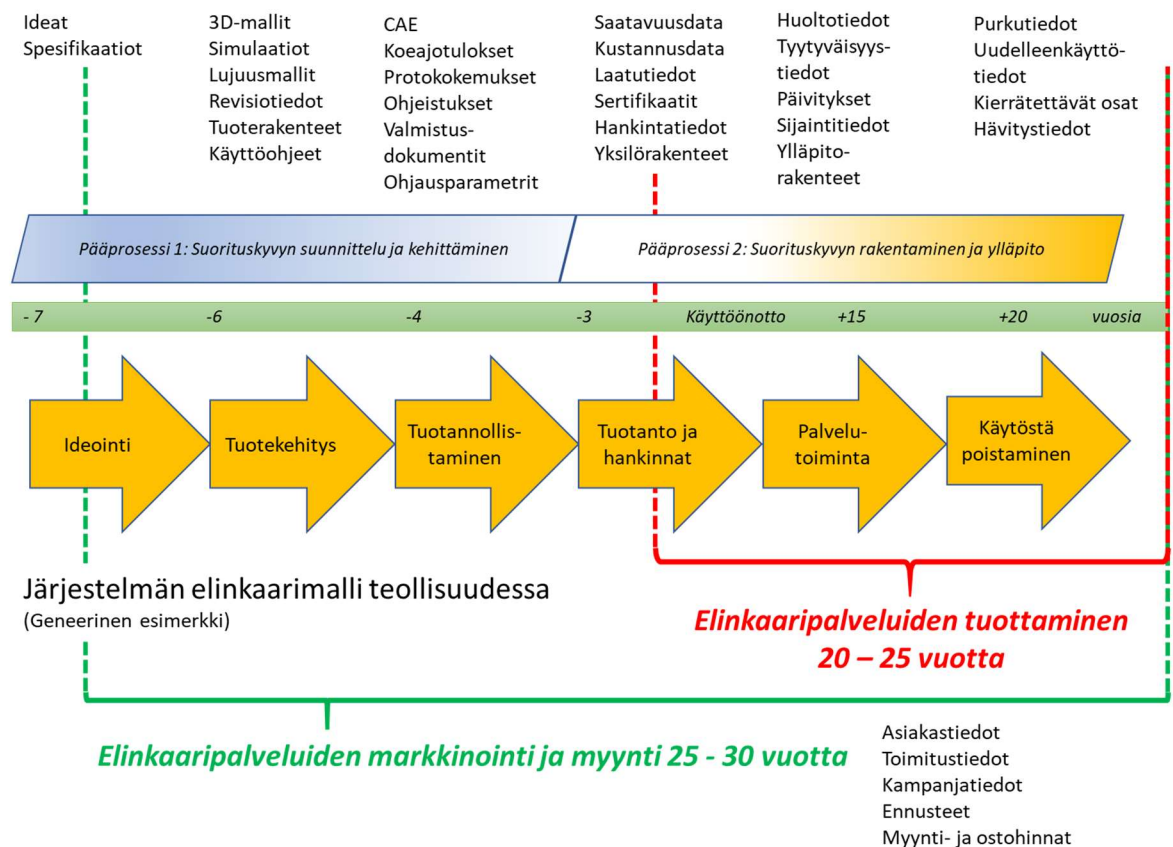 Ideat
Spesifikaatiot
3D-mallit
Simulaatiot
Lujuusmallit
Revisiotiedot
Tuoterakenteet
Käyttöohjeet
CAE
Koeajotulokset
Protokokemukset
Ohjeistukset
Valmistus-
dokumentit
Ohjausparametrit
Saatavuusdata
Kustannusdata
Laatutiedot
Sertifikaatit
Hankintatiedot
Yksilörakenteet
Huoltotiedot
Tyytyväisyys-
tiedot
Päivitykset
Sijaintitiedot
Ylläpito-
rakenteet
Purkutiedot
Uudelleenkäyttö-
tiedot
Kierrätettävät osat
Hävitystiedot
Pääprosessi 1: Suorituskyvyn suunnittelu ja kehittäminen
Pääprosessi 2: Suorituskyvyn rakentaminen ja ylläpito
- 7 -6 -4 -3 Käyttöönotto +15 +20 vuosia
Ideointi
Tuotekehitys
Tuotannollis-
taminen
Tuotanto ja
hankinnat
Palvelu-
toiminta
Käytöstä
poistaminen
Järjestelmän elinkaarimalli teollisuudessa
(Geneerinen esimerkki)
Elinkaaripalveluiden tuottaminen
20 – 25 vuotta
Elinkaaripalveluiden markkinointi ja myynti 25 - 30 vuotta
Asiakastiedot
Toimitustiedot
Kampanjatiedot
Ennusteet
Myynti- ja ostohinnat